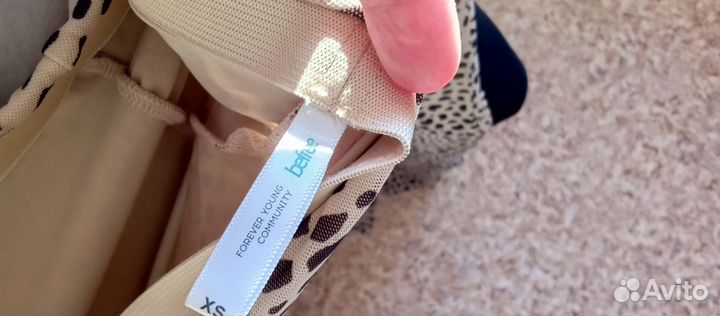 befree
FOREVER YOUNG
COMMUNITY
XS
Avito